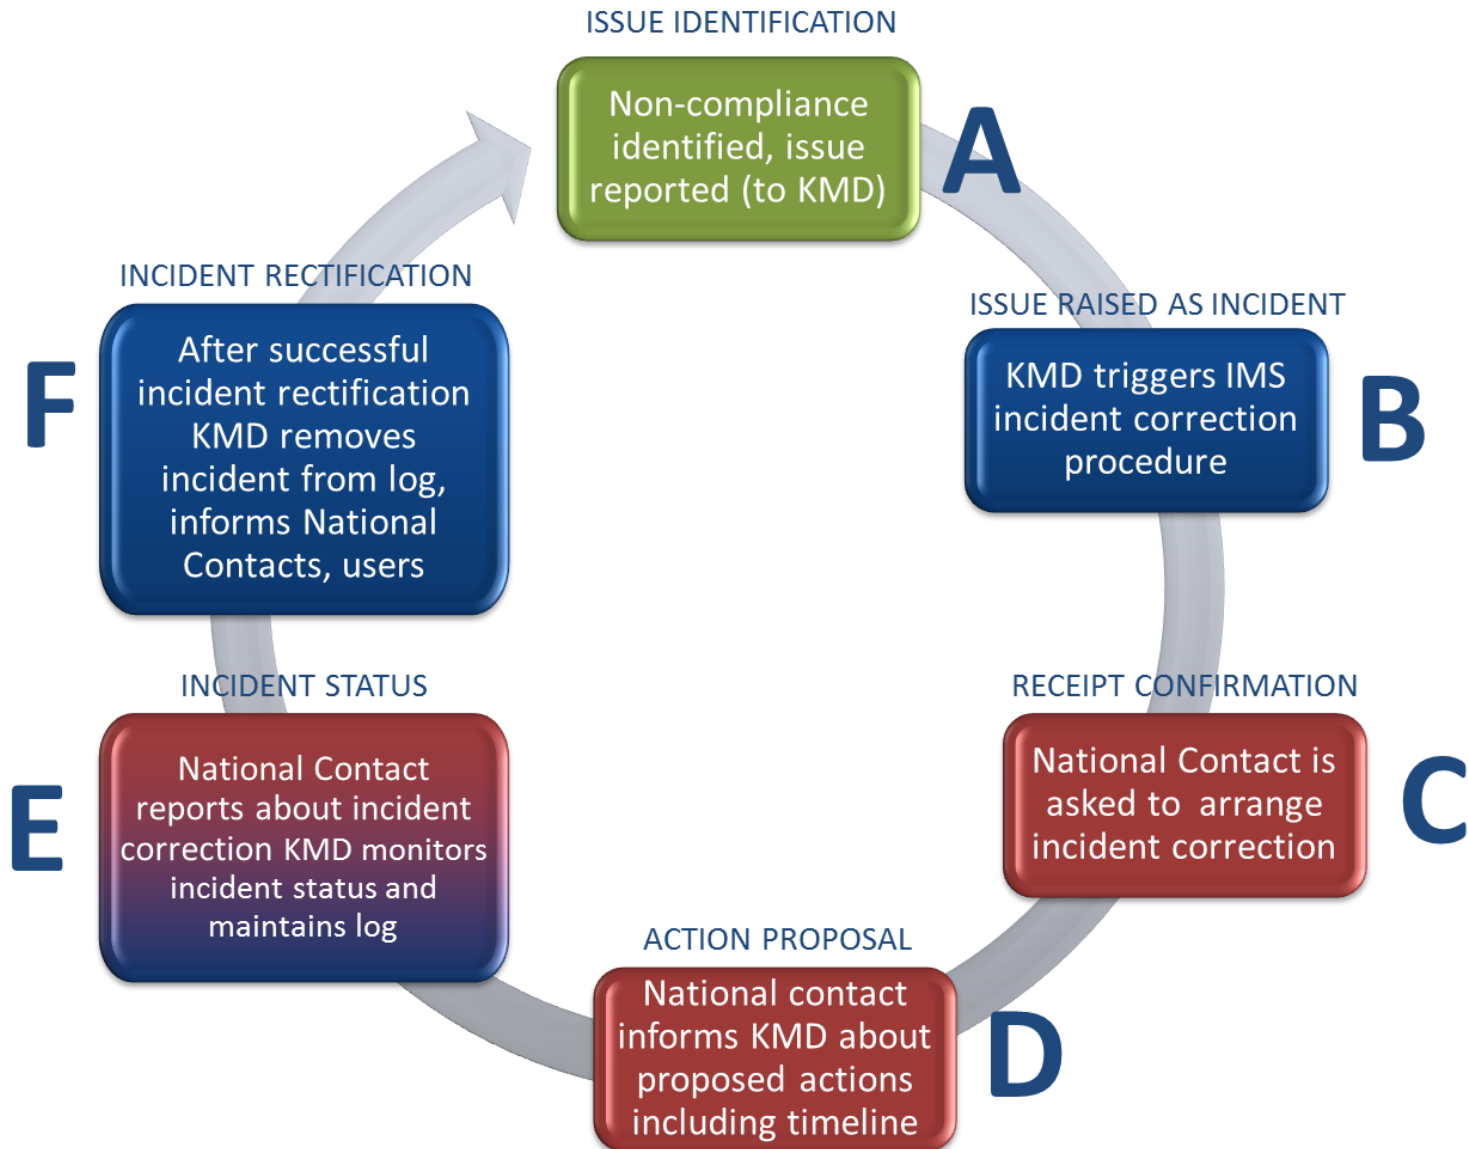 ISSUE IDENTIFICATION
Non-compliance
identified, issue
reported (to KMD)
A
ISSUE RAISED AS INCIDENT
KMD triggers IMS
incident correction
procedure
B
RECEIPT CONFIRMATION
National Contact is
asked to arrange
incident correction
C
ACTION PROPOSAL
National contact
informs KMD about
proposed actions
including timeline
D
INCIDENT STATUS
National Contact
reports about incident
correction KMD monitors
incident status and
maintains log
E
INCIDENT RECTIFICATION
After successful
incident rectification
KMD removes
incident from log,
informs National
Contacts, users
F